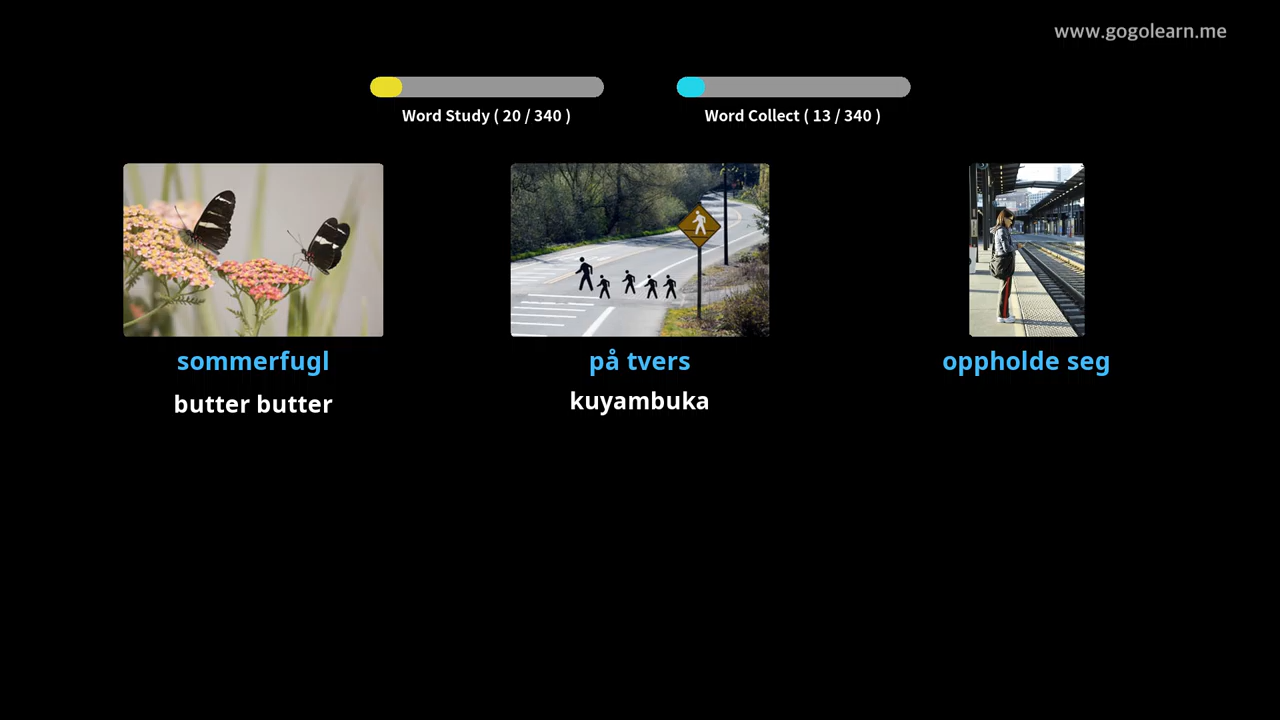 www.gogolearn.me
Word Study ( 20 / 340 )
Word Collect ( 13 / 340 )
sommerfugl
på tvers
oppholde seg
butter butter
kuyambuka